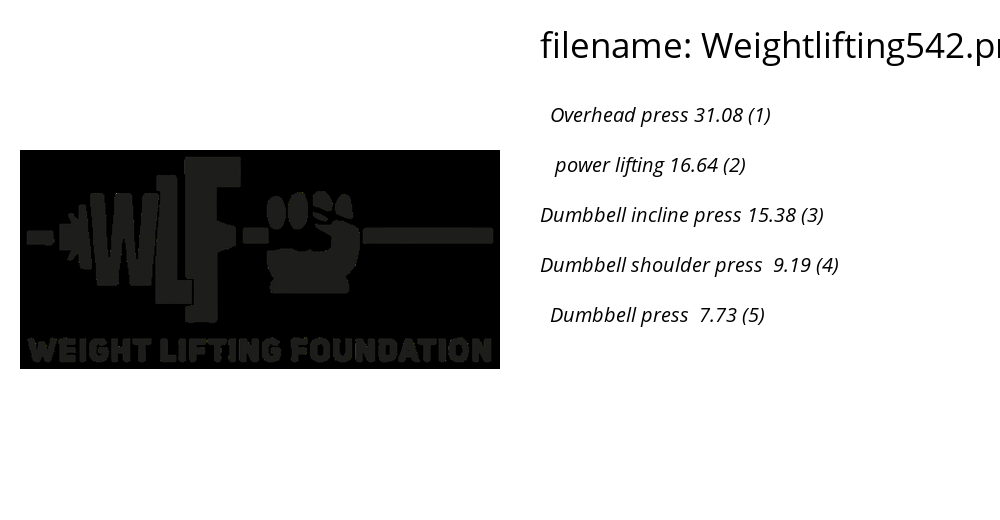 filename: Weightlifting542.p
Overhead press 31.08 (1)
power lifting 16.64 (2)
Dumbbell incline press 15.38 (3)
Dumbbell shoulder press 9.19 (4)
Dumbbell press 7.73 (5)
WLF
WEIGHT LIFTING FOUNDATION